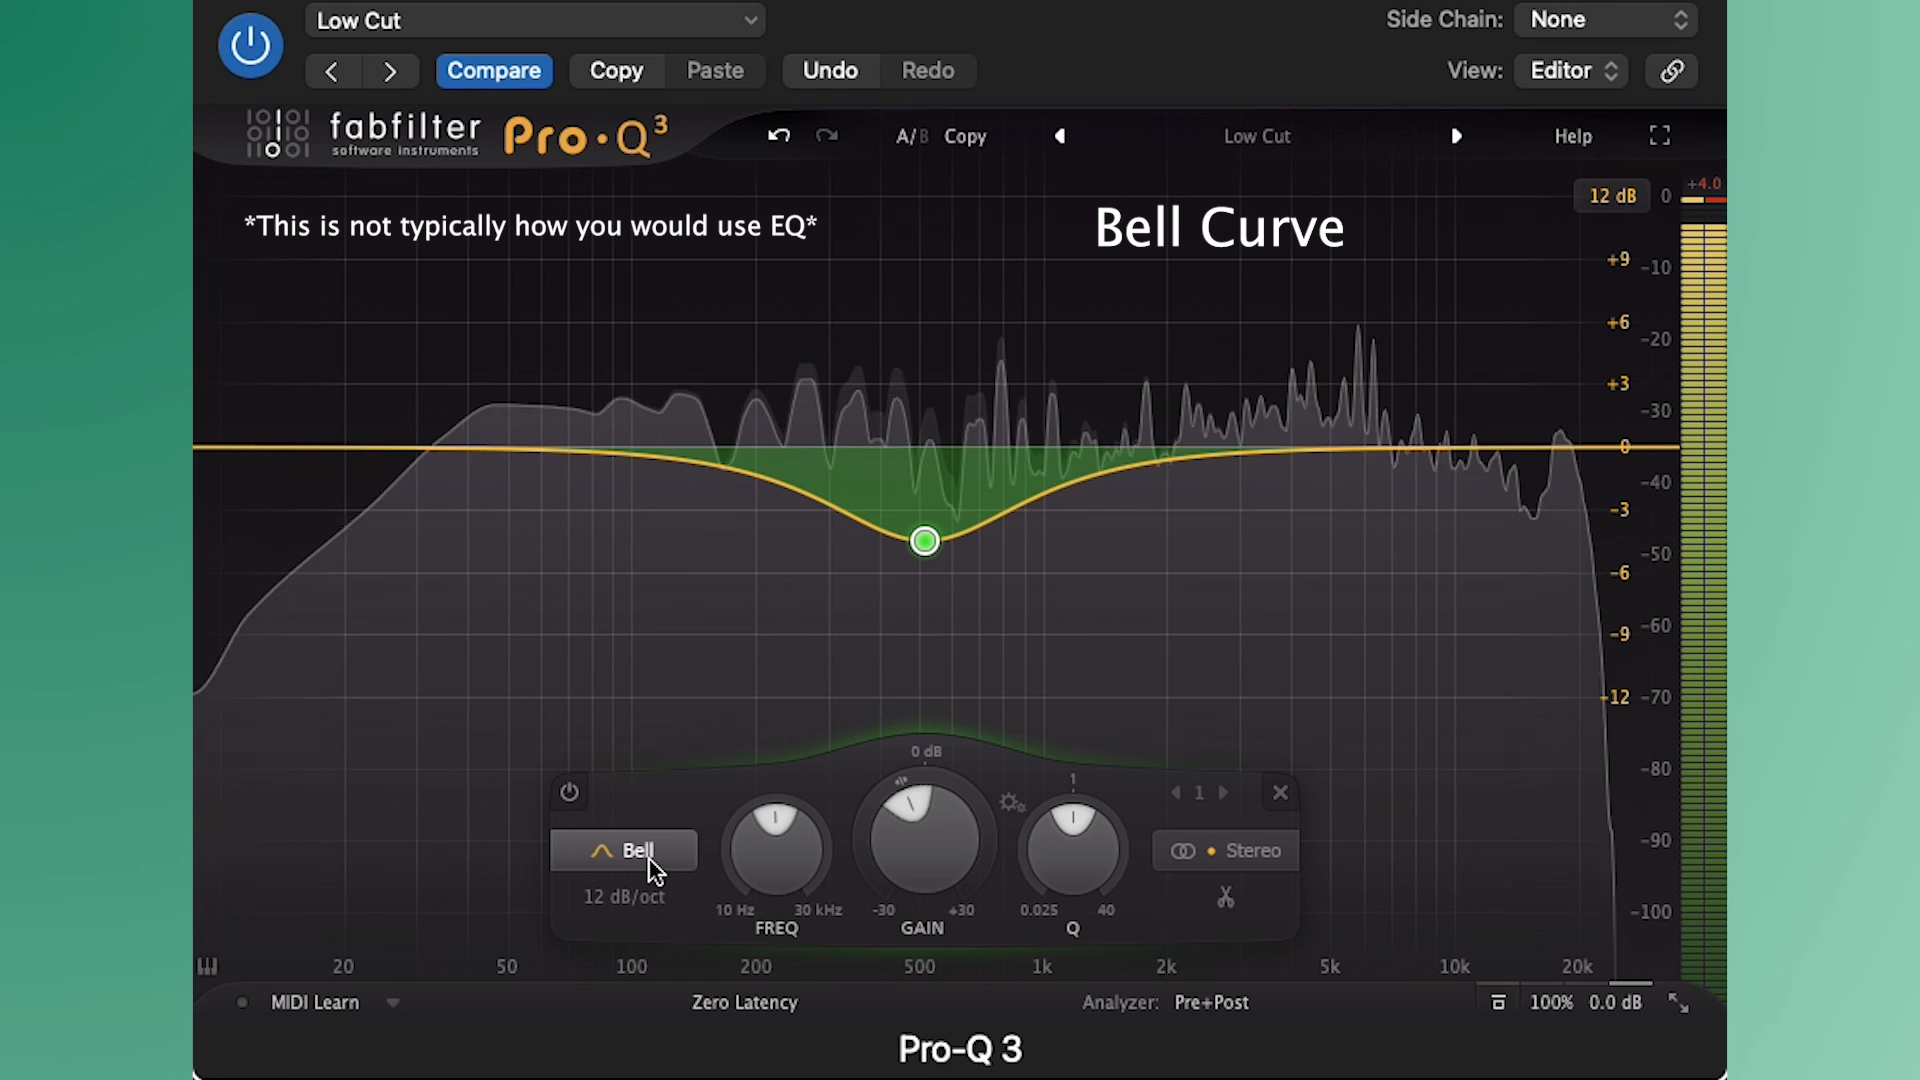 Low Cut
Side Chain: None
Compare Copy Paste Undo Redo
View: Editor
fabfilter
software instruments
Pro·Q3
A/B Copy
Low Cut
Help
12 dB 0 +4.0
*This is not typically how you would use EQ*
Bell Curve
+9 -10
+6 -20
+3 -30
0 -40
-3 -50
-6
-9 -60
-12 -70
-80
-90
-100
0 dB
1
1
Bell
12 dB/oct
Stereo
10 Hz 30 kHz
FREQ
-30 +30
GAIN
0.025 40
Q
20 50 100 200 500 1k 2k 5k 10k 20k
MIDI Learn
Zero Latency
Analyzer: Pre+Post
100% 0.0 dB
Pro-Q 3